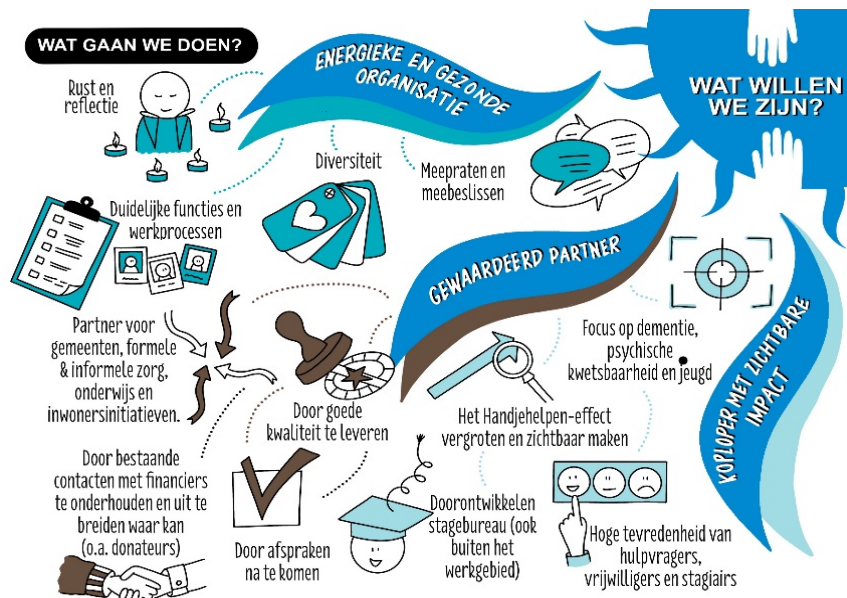 WAT GAAN WE DOEN?
ENERGIEKE EN GEZONDE
ORGANISATIE
WAT WILLEN
WE ZIJN?
Rust en
reflectie
Diversiteit
Meepraten en
meebeslissen
Duidelijke functies en
werkprocessen
GEWAARDEERD PARTNER
KOPLOPER MET ZICHTBARE
IMPACT
Partner voor
gemeenten, formele
& informele zorg,
onderwijs en
inwonersinitiatieven.
Door goede
kwaliteit te leveren
Focus op dementie,
psychische
kwetsbaarheid en jeugd
Het Handjehelpen-effect
vergroten en zichtbaar maken
Door bestaande
contacten met financiers
te onderhouden en uit te
breiden waar kan
(o.a. donateurs)
Door afspraken
na te komen
Doorontwikkelen
stagebureau (ook
buiten het
werkgebied)
Hoge tevredenheid van
hulpvragers,
vrijwilligers en stagiairs